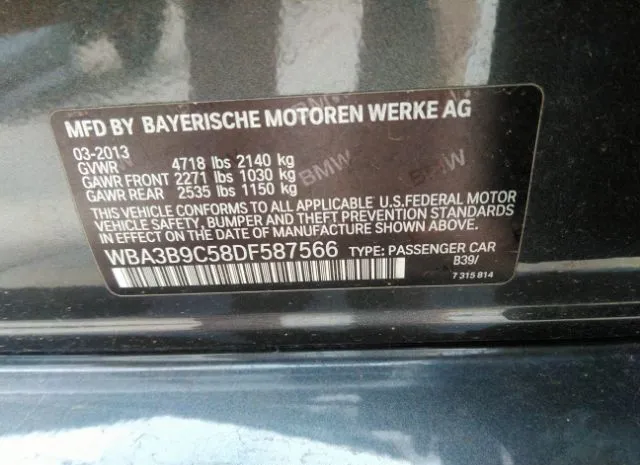 MFD BY BAYERISCHE MOTOREN WERKE AG
03-2013
GVWR 4718 lbs 2140 kg
GAWR FRONT 2271 lbs 1030 kg
GAWR REAR 2535 lbs 1150 kg
THIS VEHICLE CONFORMS TO ALL APPLICABLE U.S.FEDERAL MOTOR
VEHICLE SAFETY, BUMPER AND THEFT PREVENTION STANDARDS
IN EFFECT ON THE DATE OF MANUFACTURE SHOWN ABOVE.
WBA3B9C58DF587566 TYPE: PASSENGER CAR
B39/
7 315 814
BMW
BMW
BMW